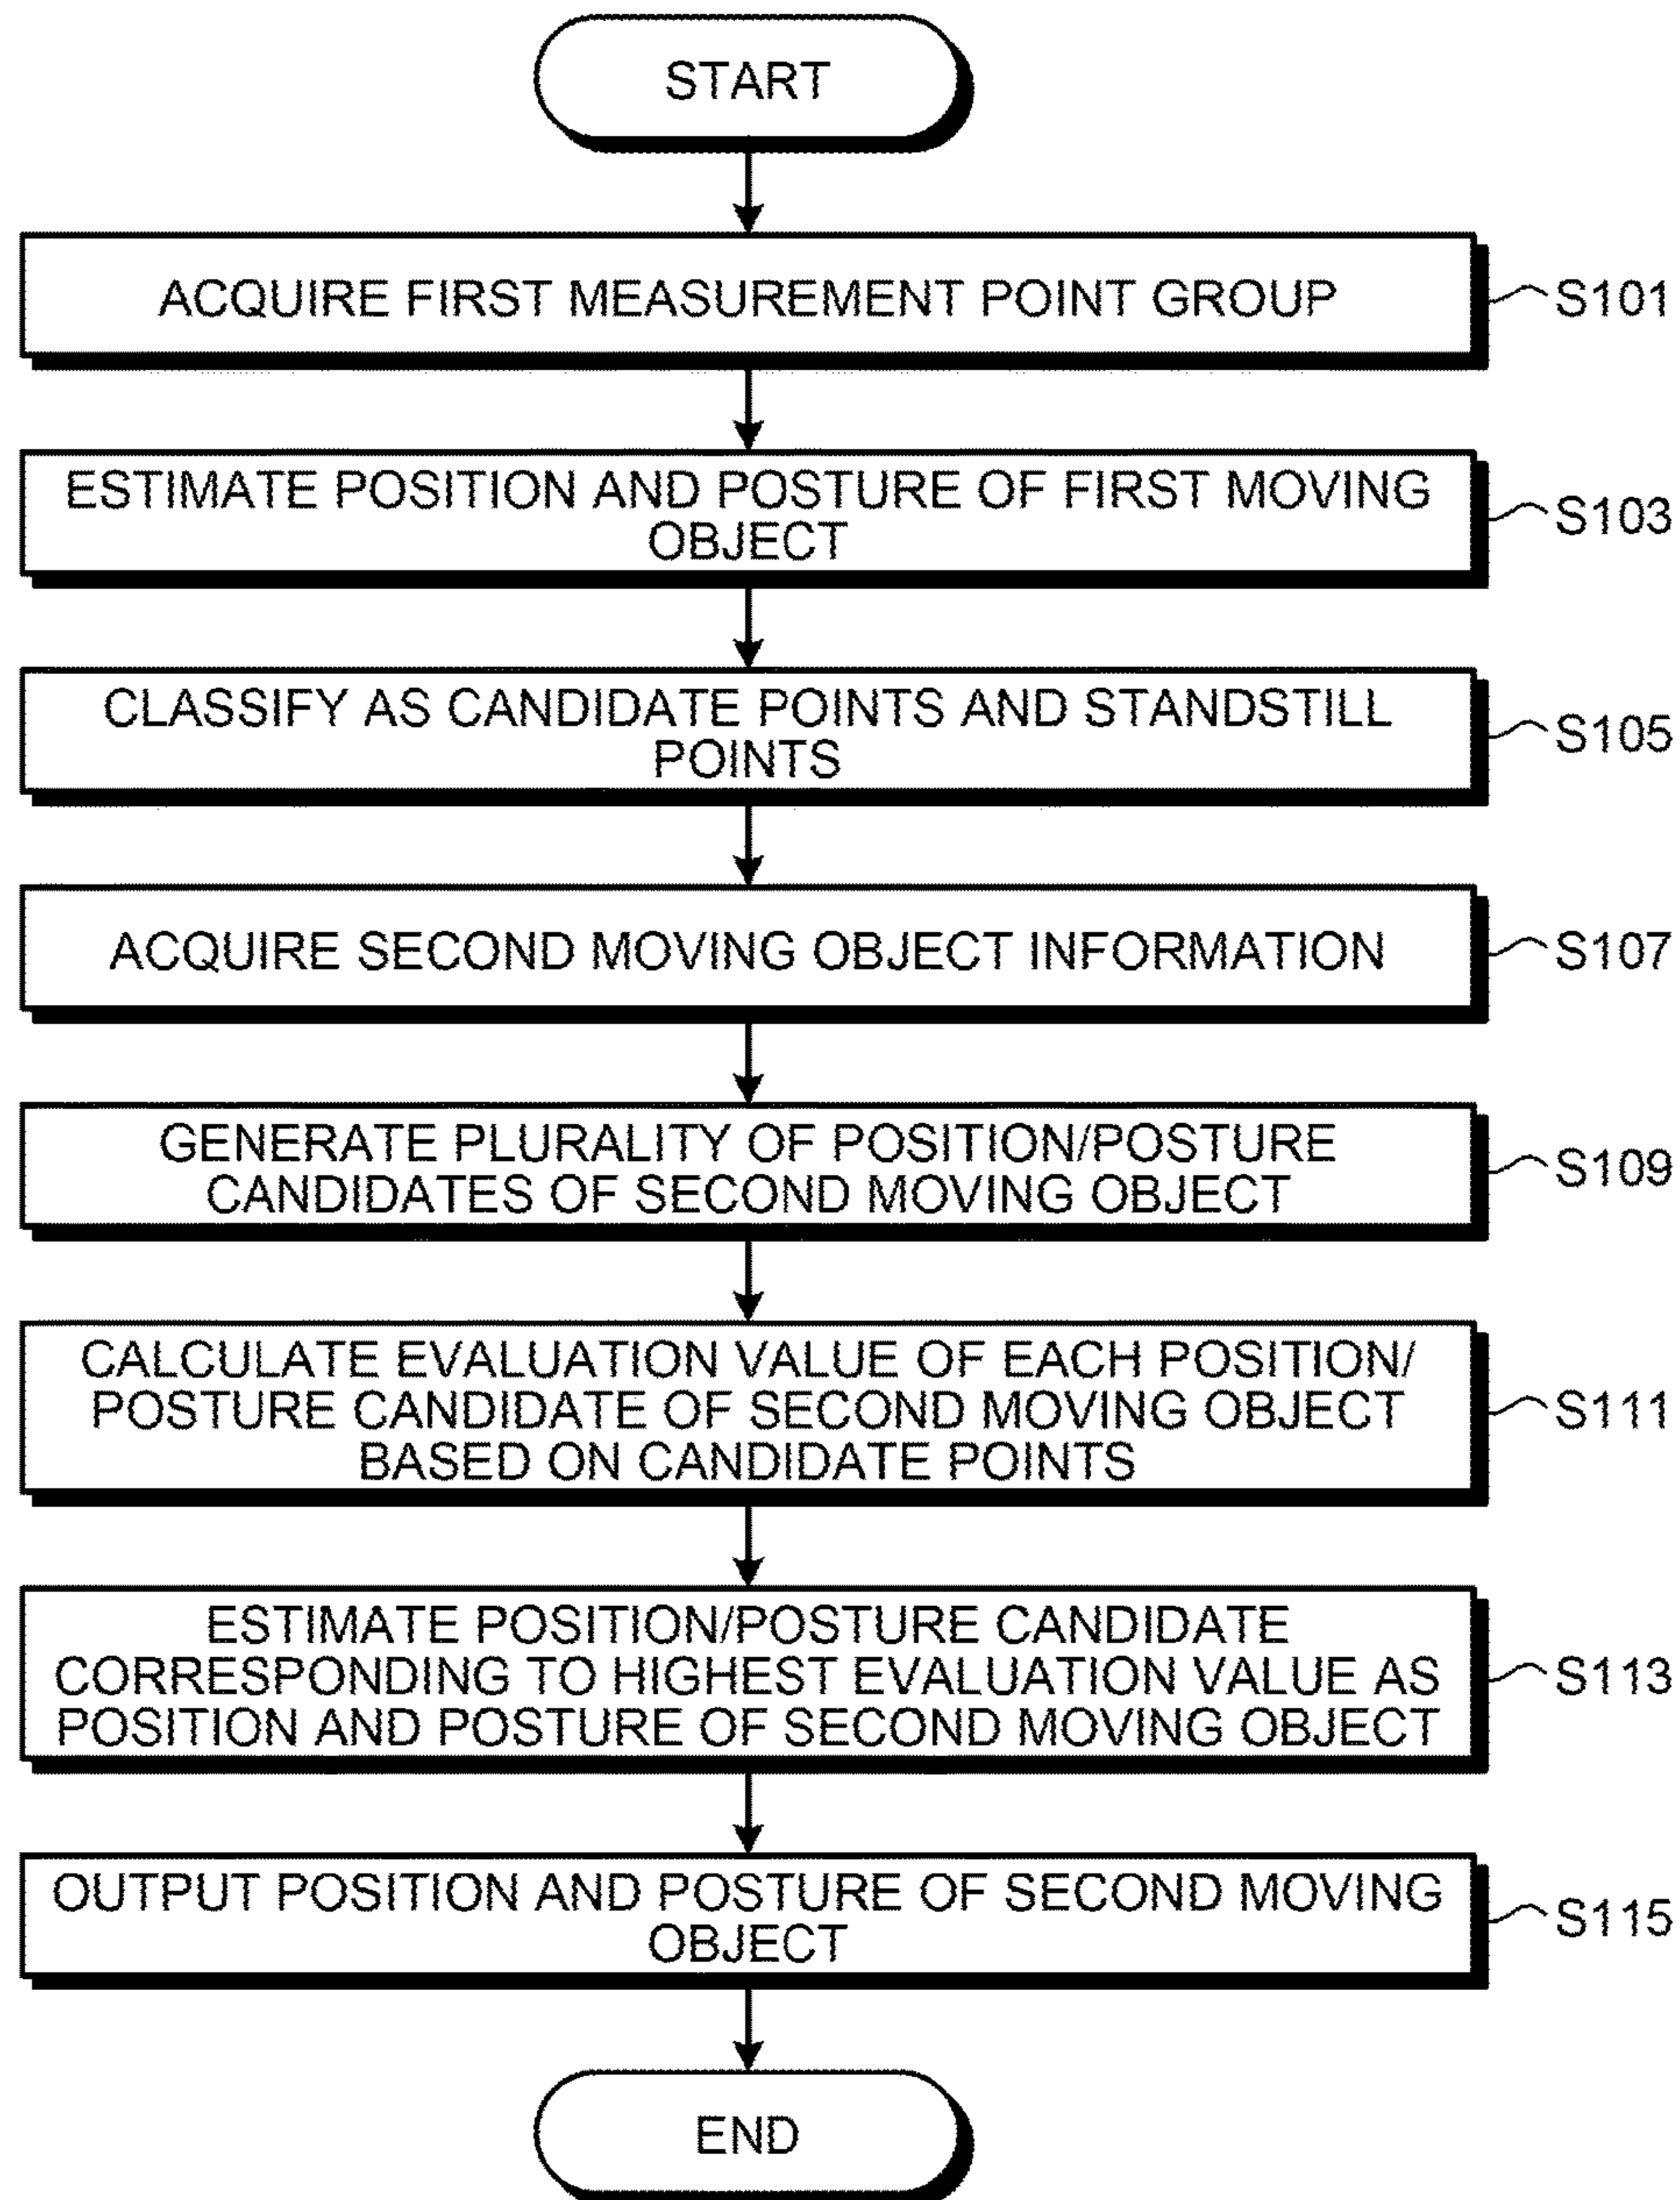 START
ACQUIRE FIRST MEASUREMENT POINT GROUP
S101
ESTIMATE POSITION AND POSTURE OF FIRST MOVING
OBJECT
S103
CLASSIFY AS CANDIDATE POINTS AND STANDSTILL
POINTS
S105
ACQUIRE SECOND MOVING OBJECT INFORMATION
S107
GENERATE PLURALITY OF POSITION/POSTURE
CANDIDATES OF SECOND MOVING OBJECT
S109
CALCULATE EVALUATION VALUE OF EACH POSITION/
POSTURE CANDIDATE OF SECOND MOVING OBJECT
BASED ON CANDIDATE POINTS
S111
ESTIMATE POSITION/POSTURE CANDIDATE
CORRESPONDING TO HIGHEST EVALUATION VALUE AS
POSITION AND POSTURE OF SECOND MOVING OBJECT
S113
OUTPUT POSITION AND POSTURE OF SECOND MOVING
OBJECT
S115
END